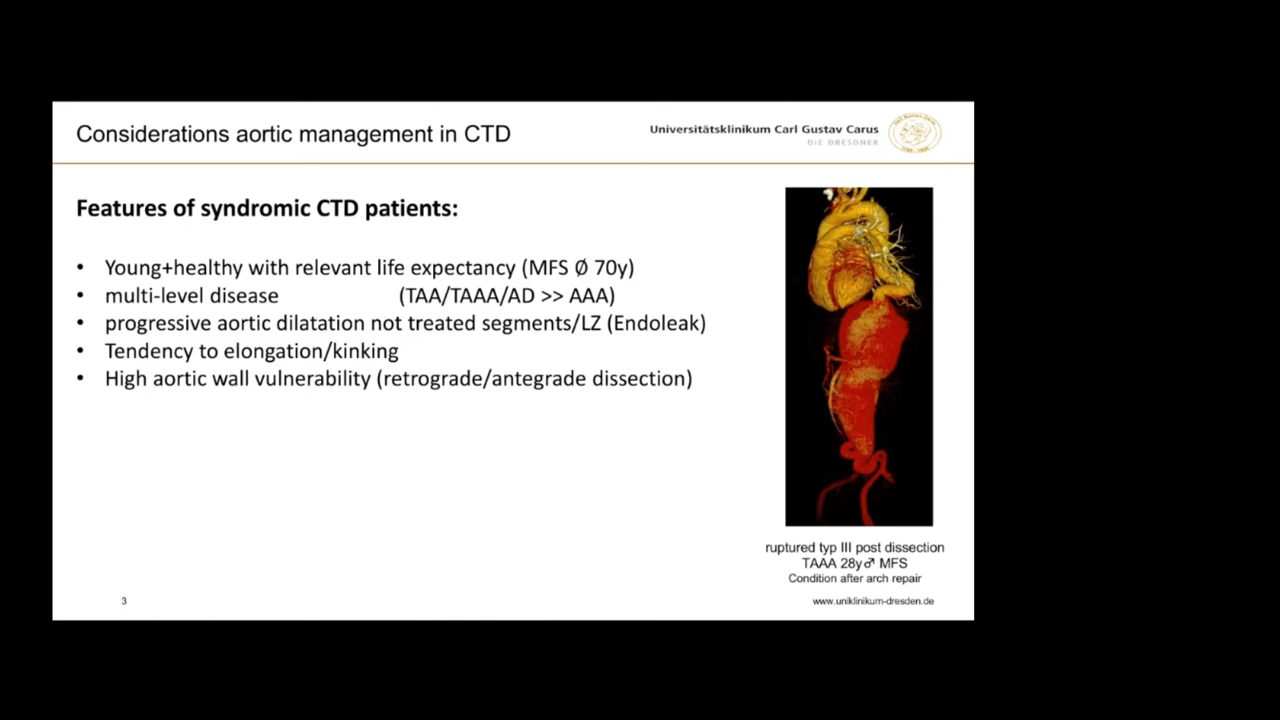 Considerations aortic management in CTD
Universitätsklinikum Carl Gustav Carus
DIE DRESDNER.
Features of syndromic CTD patients:
• Young+healthy with relevant life expectancy (MFS Ø 70y)
• multi-level disease (TAA/TAAA/AD >> AAA)
• progressive aortic dilatation not treated segments/LZ (Endoleak)
• Tendency to elongation/kinking
• High aortic wall vulnerability (retrograde/antegrade dissection)
ruptured typ III post dissection
TAAA 28y♂ MFS
Condition after arch repair
3
www.uniklinikum-dresden.de